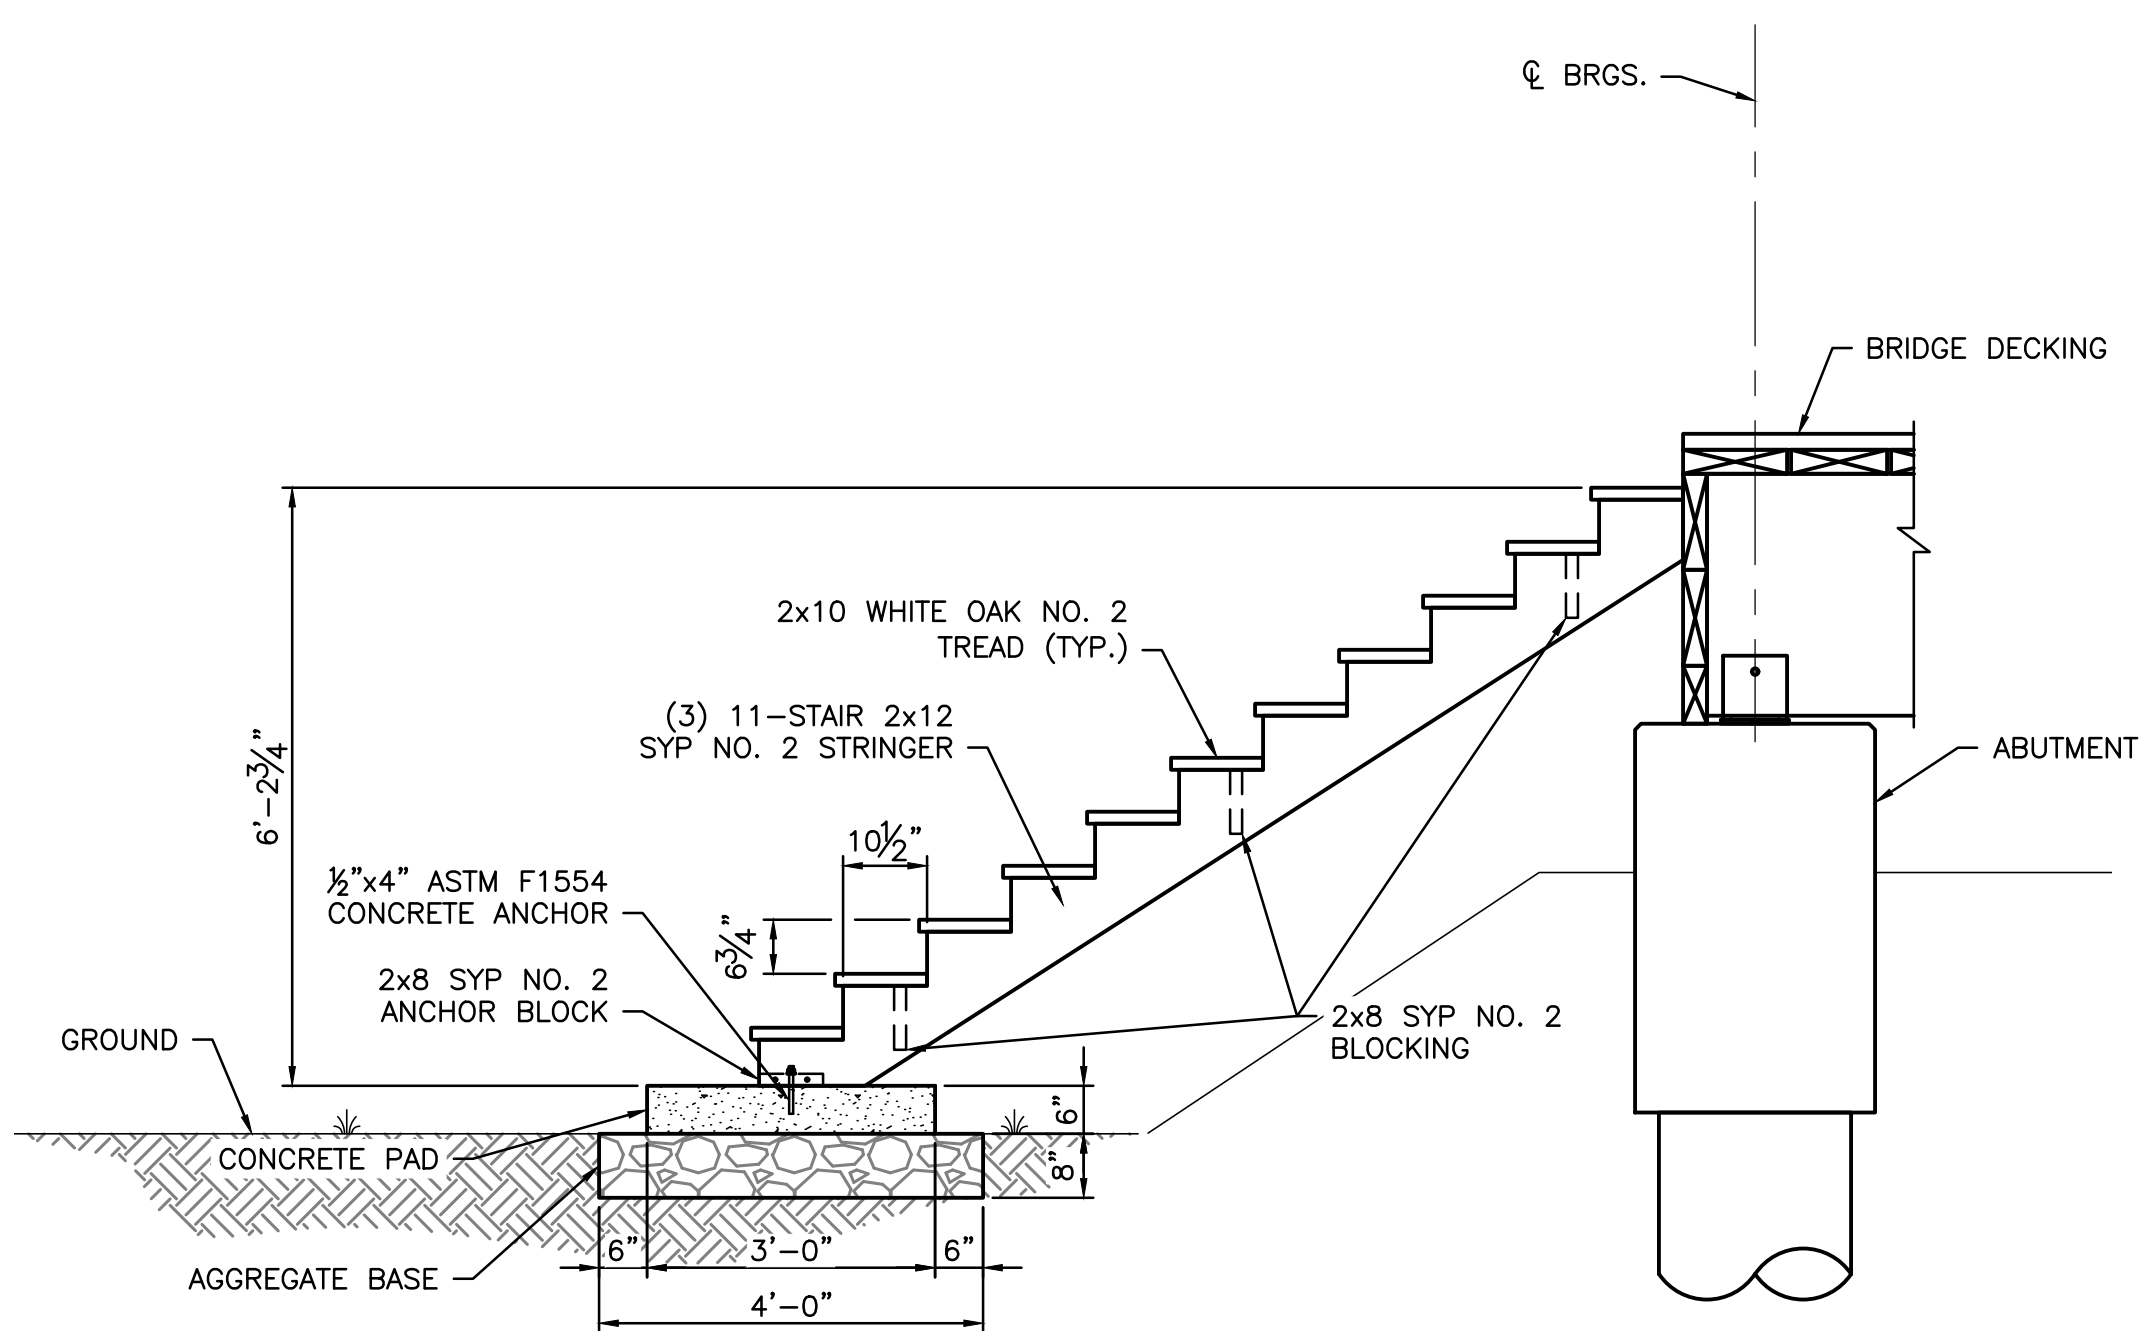 ℄ BRGS.
BRIDGE DECKING
2x10 WHITE OAK NO. 2
TREAD (TYP.)
(3) 11-STAIR 2x12
SYP NO. 2 STRINGER
ABUTMENT
6'-2¾"
10½"
½"x4" ASTM F1554
CONCRETE ANCHOR
6¾"
2x8 SYP NO. 2
ANCHOR BLOCK
2x8 SYP NO. 2
BLOCKING
GROUND
6"
CONCRETE PAD
8"
6"
3'-0"
6"
AGGREGATE BASE
4'-0"